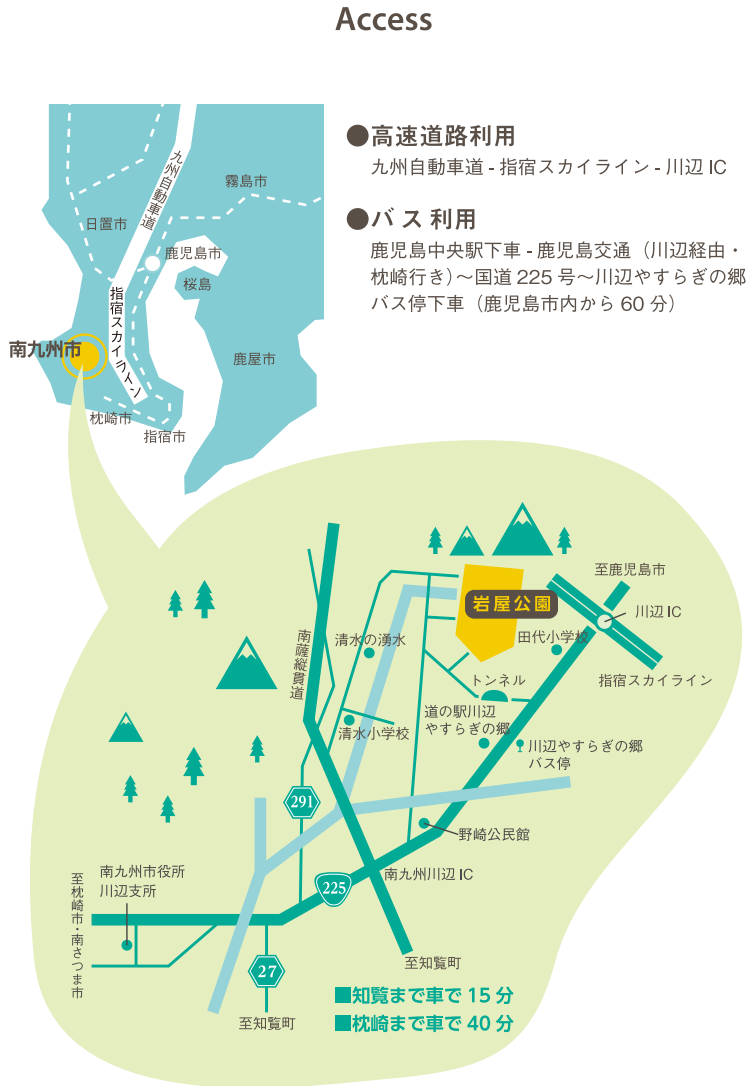 Access
●高速道路利用
九州自動車道 - 指宿スカイライン - 川辺 IC
●バス利用
鹿児島中央駅下車 - 鹿児島交通（川辺経由・
枕崎行き）～国道 225 号～川辺やすらぎの郷
バス停下車（鹿児島市内から 60 分）
九州自動車道
霧島市
日置市
鹿児島市
桜島
指宿スカイライン
南九州市
鹿屋市
枕崎市
指宿市
至鹿児島市
岩屋公園
川辺 IC
南薩縦貫道
清水の湧水
田代小学校
指宿スカイライン
トンネル
道の駅川辺
やすらぎの郷
清水小学校
川辺やすらぎの郷
バス停
291
野崎公民館
南九州市役所
川辺支所
至枕崎市・南さつま市
225
南九州川辺 IC
27
至知覧町
至知覧町
■知覧まで車で 15 分
■枕崎まで車で 40 分